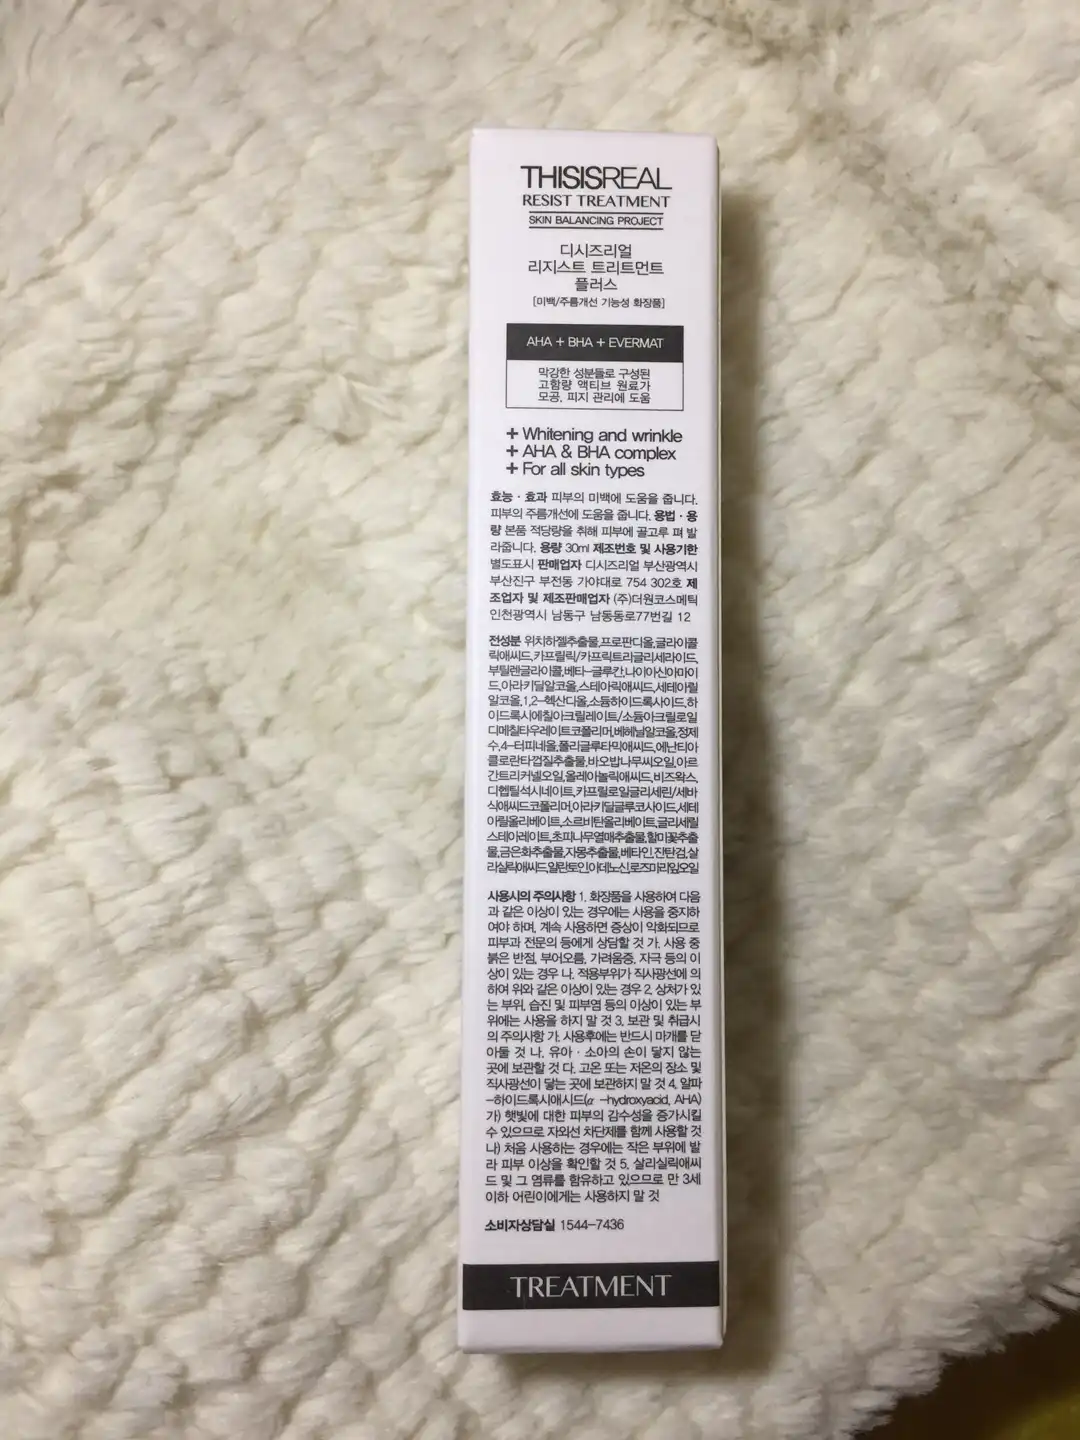 THISISREAL
RESIST TREATMENT
SKIN BALANCING PROJECT
디시즈리얼
리지스트 트리트먼트
플러스
[미백/주름개선 기능성 화장품]
AHA + BHA + EVERMAT
막강한 성분들로 구성된
고함량 액티브 원료가
모공, 피지 관리에 도움
+ Whitening and wrinkle
+ AHA & BHA complex
+ For all skin types
효능 · 효과 피부의 미백에 도움을 줍니다.
피부의 주름개선에 도움을 줍니다. 용법 · 용
량 본품 적당량을 취해 피부에 골고루 펴 발
라줍니다. 용량 30ml 제조번호 및 사용기한
별도표시 판매업자 디시즈리얼 부산광역시
부산진구 부전동 가야대로 754 302호 제
조업자 및 제조판매업자 (주)더원코스메틱
인천광역시 남동구 남동동로77번길 12
전성분 위치하젤추출물,프로판디올,글라이콜
릭애씨드,카프릴릭/카프릭트리글리세라이드,
부틸렌글라이콜,베타-글루칸,나이아신아마이
드,아라키딜알코올,스테아릭애씨드,세테아릴
알코올,1,2-헥산다이올,소듐하이드록사이드,하
이드록시에칠아크릴레이트/소듐아크릴로일
디메칠타우레이트코폴리머,베헤닐알코올,정제
수,4-터피네올,폴리글루타믹애씨드,에난티아
클로란타껍질추출물,바오밥나무씨오일,아르
간트리커넬오일,올레아놀릭애씨드,비즈왁스,
디헵틸석시네이트,카프릴로일글리세린/세바
식애씨드코폴리머,아라키딜글루코사이드,세테
아릴올리베이트,소르비탄올리베이트,글리세릴
스테아레이트,초피나무열매추출물,할미꽃추출
물,금은화추출물,자몽추출물,베타인,잔탄검,살
리실릭애씨드,알란토인,아데노신,로즈마리잎오일
사용시의 주의사항 1. 화장품을 사용하여 다음
과 같은 이상이 있는 경우에는 사용을 중지하
여야 하며, 계속 사용하면 증상이 악화되므로
피부과 전문의 등에게 상담할 것 가. 사용 중
붉은 반점, 부어오름, 가려움증, 자극 등의 이
상이 있는 경우 나. 적용부위가 직사광선에 의
하여 위와 같은 이상이 있는 경우 2. 상처가 있
는 부위, 습진 및 피부염 등의 이상이 있는 부
위에는 사용을 하지 말 것 3. 보관 및 취급시
의 주의사항 가. 사용후에는 반드시 마개를 닫
아둘 것 나. 유아 · 소아의 손이 닿지 않는
곳에 보관할 것 다. 고온 또는 저온의 장소 및
직사광선이 닿는 곳에 보관하지 말 것 4. 알파
-하이드록시애시드(α -hydroxyacid, AHA)
가) 햇빛에 대한 피부의 감수성을 증가시킬
수 있으므로 자외선 차단제를 함께 사용할 것
나) 처음 사용하는 경우에는 작은 부위에 발
라 피부 이상을 확인할 것 5. 살리실릭애씨
드 및 그 염류를 함유하고 있으므로 만 3세
이하 어린이에게는 사용하지 말 것
소비자상담실 1544-7436
TREATMENT